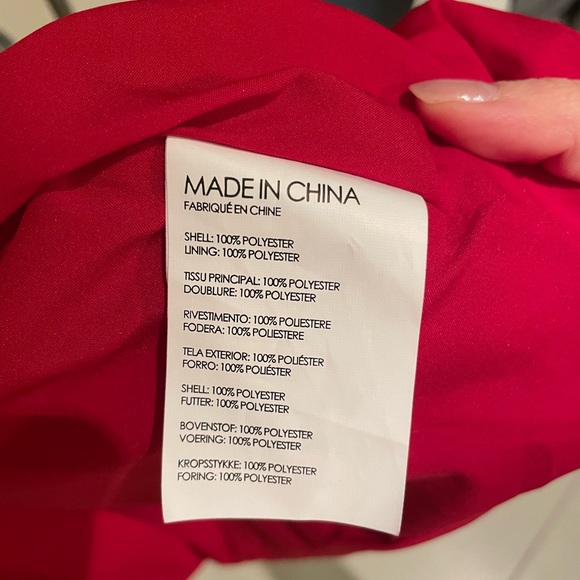 MADE IN CHINA
FABRIQUÉ EN CHINE
SHELL: 100% POLYESTER
LINING: 100% POLYESTER
TISSU PRINCIPAL: 100% POLYESTER
DOUBLURE: 100% POLYESTER
RIVESTIMENTO: 100% POLIESTERE
FODERA: 100% POLIESTERE
TELA EXTERIOR: 100% POLIÉSTER
FORRO: 100% POLIÉSTER
SHELL: 100% POLYESTER
FUTTER: 100% POLYESTER
BOVENSTOF: 100% POLYESTER
VOERING: 100% POLYESTER
KROPSSTYKKE: 100% POLYESTER
FORING: 100% POLYESTER